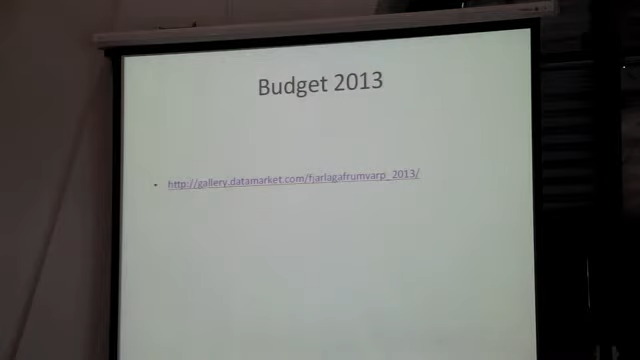 Budget 2013
• http://gallery.datamarket.com/fjarlagafrumvarp_2013/